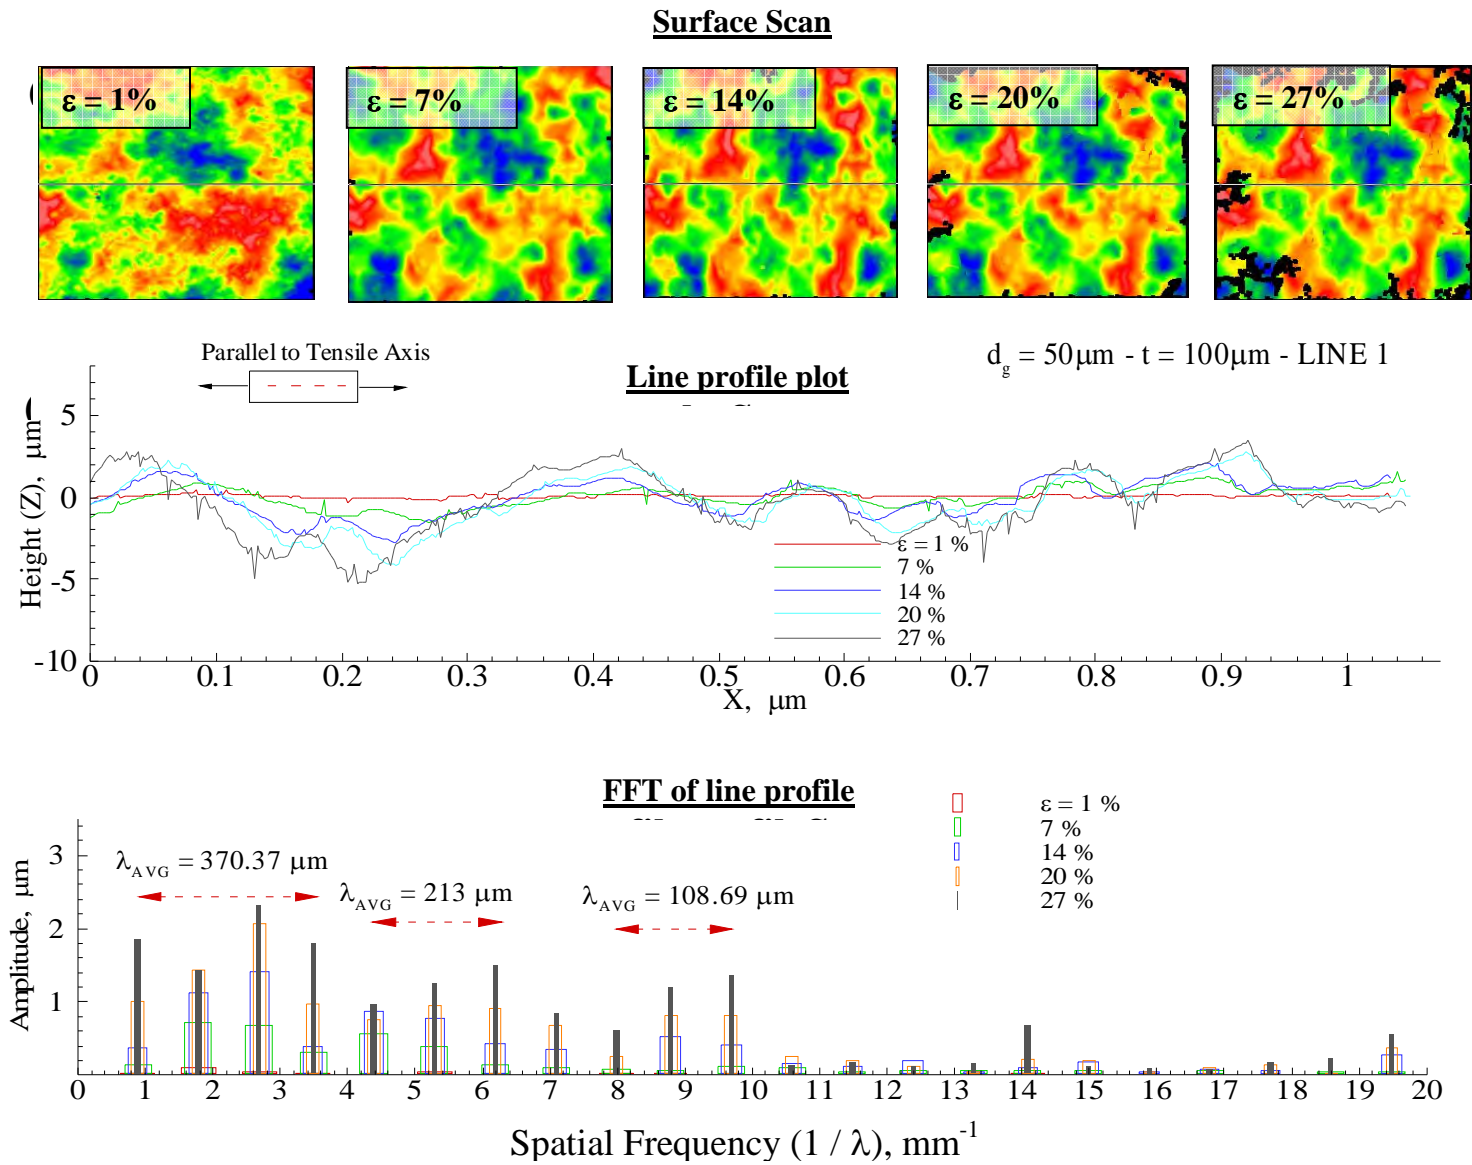 Surface Scan
ε = 1%
ε = 7%
ε = 14%
ε = 20%
ε = 27%
Parallel to Tensile Axis
d_g = 50μm - t = 100μm - LINE 1
Line profile plot
Height (Z), μm
5
0
-5
-10
ε = 1 %
7 %
14 %
20 %
27 %
0 0.1 0.2 0.3 0.4 0.5 0.6 0.7 0.8 0.9 1
X, μm
FFT of line profile
ε = 1 %
7 %
14 %
20 %
27 %
λ_AVG = 370.37 μm
λ_AVG = 213 μm
λ_AVG = 108.69 μm
Amplitude, μm
3
2
1
0 1 2 3 4 5 6 7 8 9 10 11 12 13 14 15 16 17 18 19 20
Spatial Frequency (1 / λ), mm⁻¹